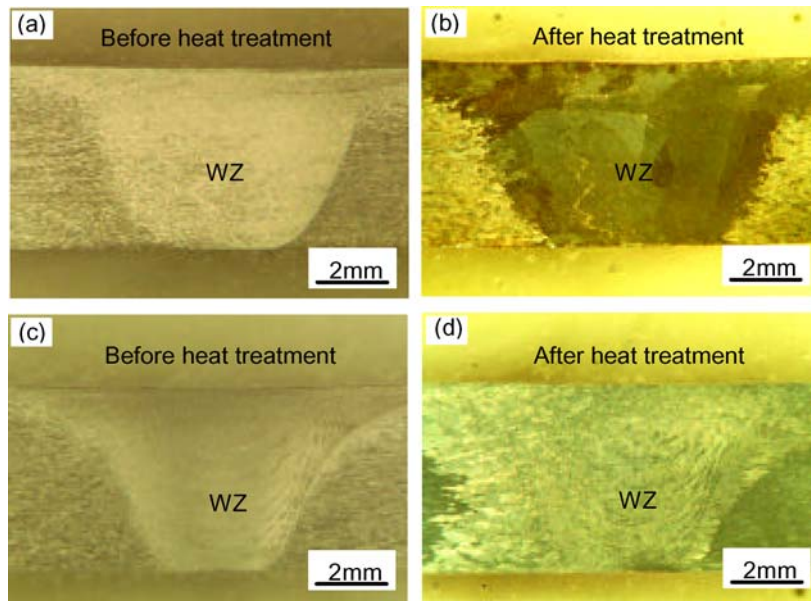 (a)
Before heat treatment
WZ
2mm
(b)
After heat treatment
WZ
2mm
(c)
Before heat treatment
WZ
2mm
(d)
After heat treatment
WZ
2mm